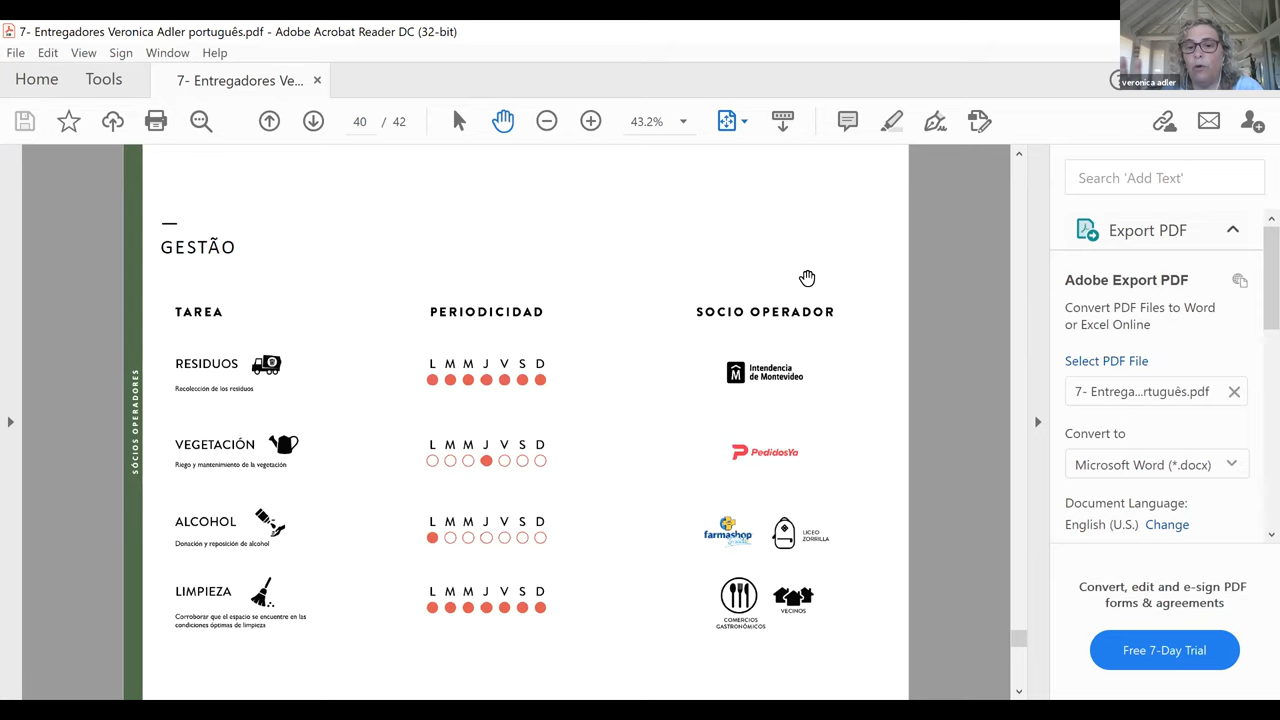 7- Entregadores Veronica Adler português.pdf - Adobe Acrobat Reader DC (32-bit)
File Edit View Sign Window Help
Home Tools 7- Entregadores Ve...
veronica adler
40 / 42 43.2%
Search 'Add Text'
Export PDF
Adobe Export PDF
Convert PDF Files to Word
or Excel Online
Select PDF File
7- Entrega...rtuguês.pdf
Convert to
Microsoft Word (*.docx)
Document Language:
English (U.S.) Change
Convert, edit and e-sign PDF
forms & agreements
Free 7-Day Trial
SÓCIOS OPERADORES
GESTÃO
TAREA PERIODICIDAD SOCIO OPERADOR
RESIDUOS
Recolección de los residuos
L M M J V S D
Intendencia
de Montevideo
VEGETACIÓN
Riego y mantenimiento de la vegetación
L M M J V S D
PedidosYa
ALCOHOL
Donación y reposición de alcohol
L M M J V S D
farmashop
LICEO
ZORRILLA
LIMPIEZA
Corroborar que el espacio se encuentre en las
condiciones óptimas de limpieza
L M M J V S D
COMERCIOS
GASTRONÓMICOS
VECINOS